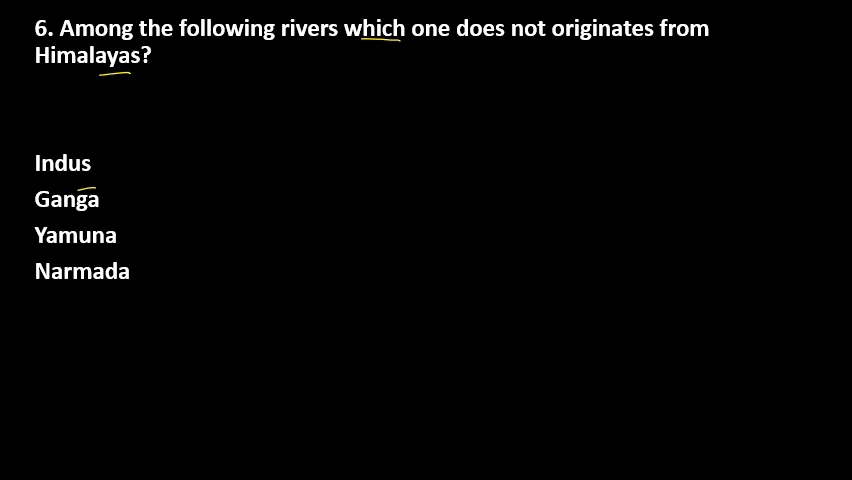 6. Among the following rivers which one does not originates from
Himalayas?
Indus
Ganga
Yamuna
Narmada